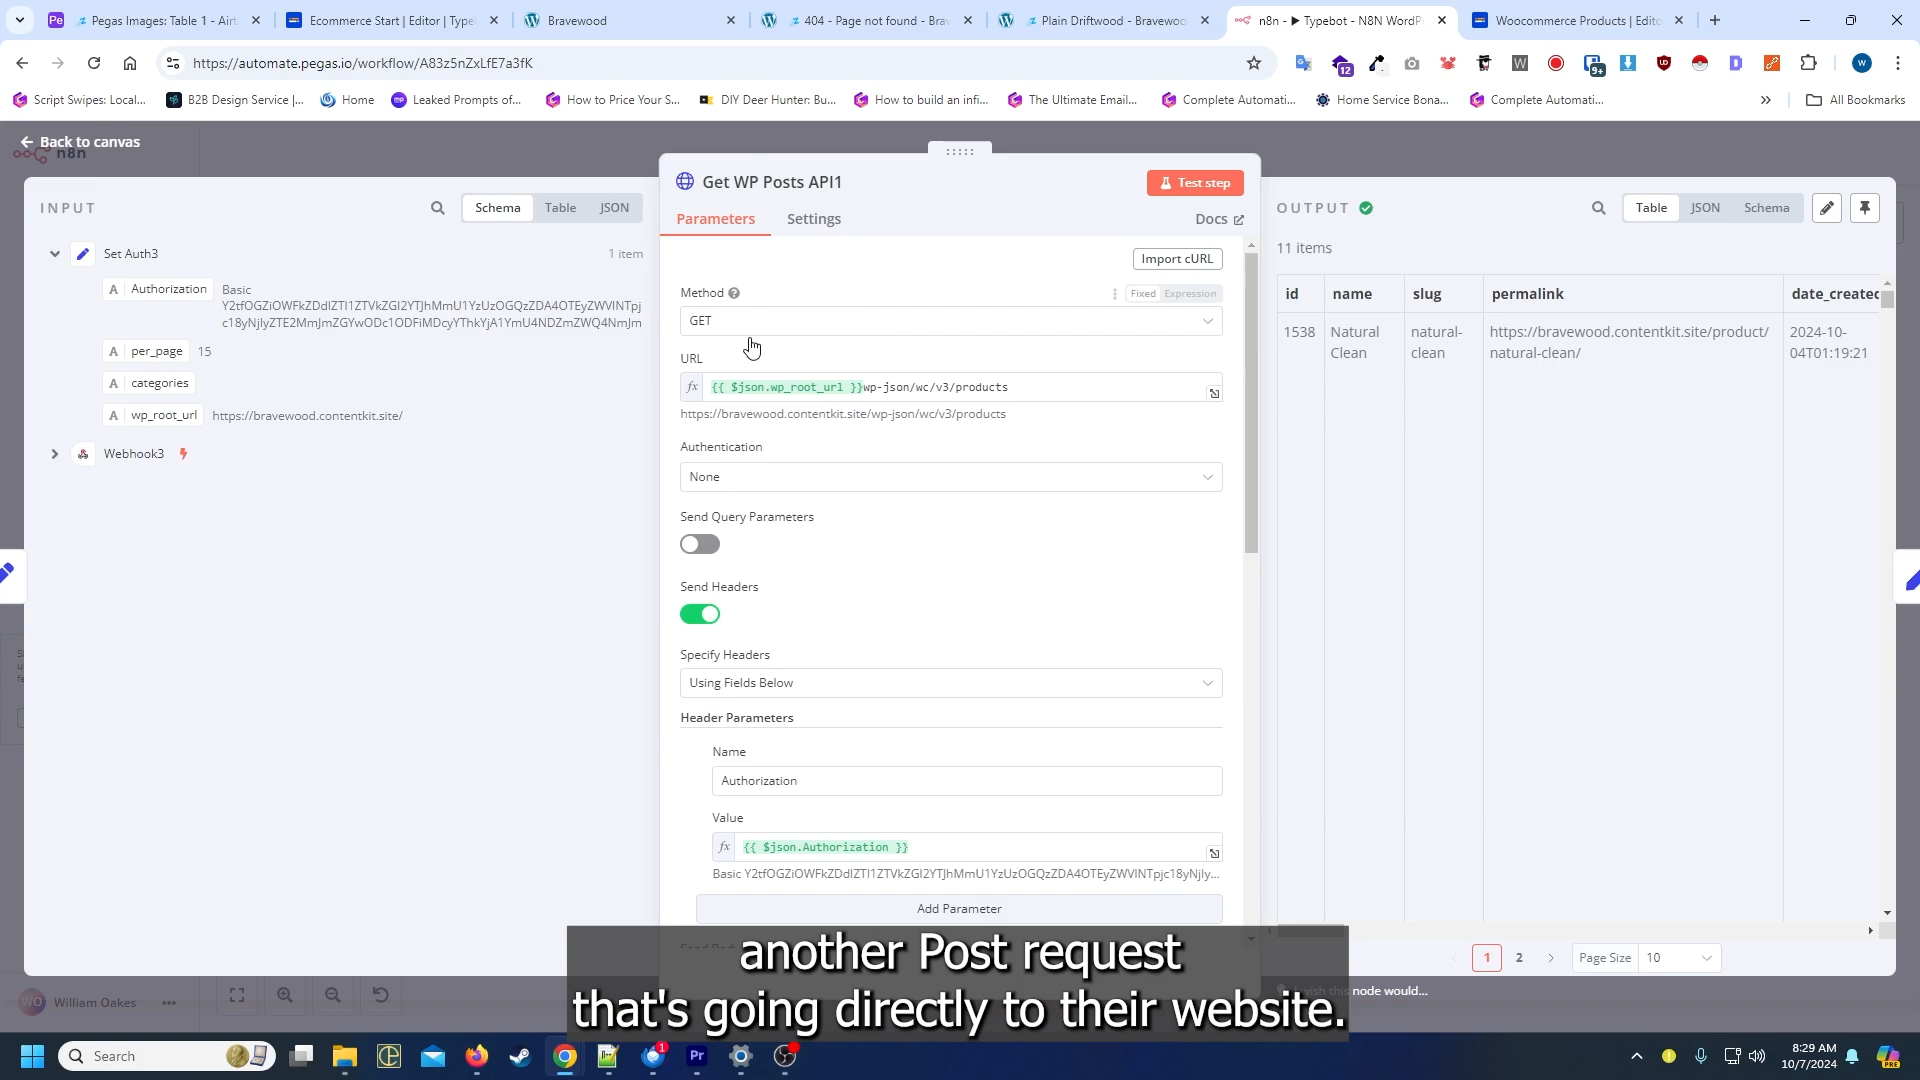 Pegas Images: Table 1 - Airt
Ecommerce Start | Editor | Typeb
Bravewood
404 - Page not found - Brav
Plain Driftwood - Bravewoo
n8n - ▶ Typebot - N8N WordPr
Woocommerce Products | Edito
https://automate.pegas.io/workflow/A83z5nZxLfE7a3fK
Script Swipes: Local...
B2B Design Service |...
Home
Leaked Prompts of...
How to Price Your S...
DIY Deer Hunter: Bu...
How to build an infi...
The Ultimate Email...
Complete Automati...
Home Service Bona...
Complete Automati...
All Bookmarks
Back to canvas
n8n
INPUT
Schema
Table
JSON
Set Auth3
1 item
Authorization
Basic
per_page
15
categories
wp_root_url
https://bravewood.contentkit.site/
Webhook3
Get WP Posts API1
Test step
Parameters
Settings
Docs
Import cURL
Method
Fixed
Expression
GET
URL
fx
{{ $json.wp_root_url }}wp-json/wc/v3/products
https://bravewood.contentkit.site/wp-json/wc/v3/products
Authentication
None
Send Query Parameters
Send Headers
Specify Headers
Using Fields Below
Header Parameters
Name
Authorization
Value
fx
{{ $json.Authorization }}
Add Parameter
OUTPUT
Table
JSON
Schema
11 items
id
name
slug
permalink
date_created
1538
Natural
Clean
natural-
clean
https://bravewood.contentkit.site/product/
natural-clean/
2024-10-
04T01:19:21
1
2
Page Size
10
another Post request
that's going directly to their website.
wish this node would...
WO
William Oakes
Search
8:29 AM
10/7/2024